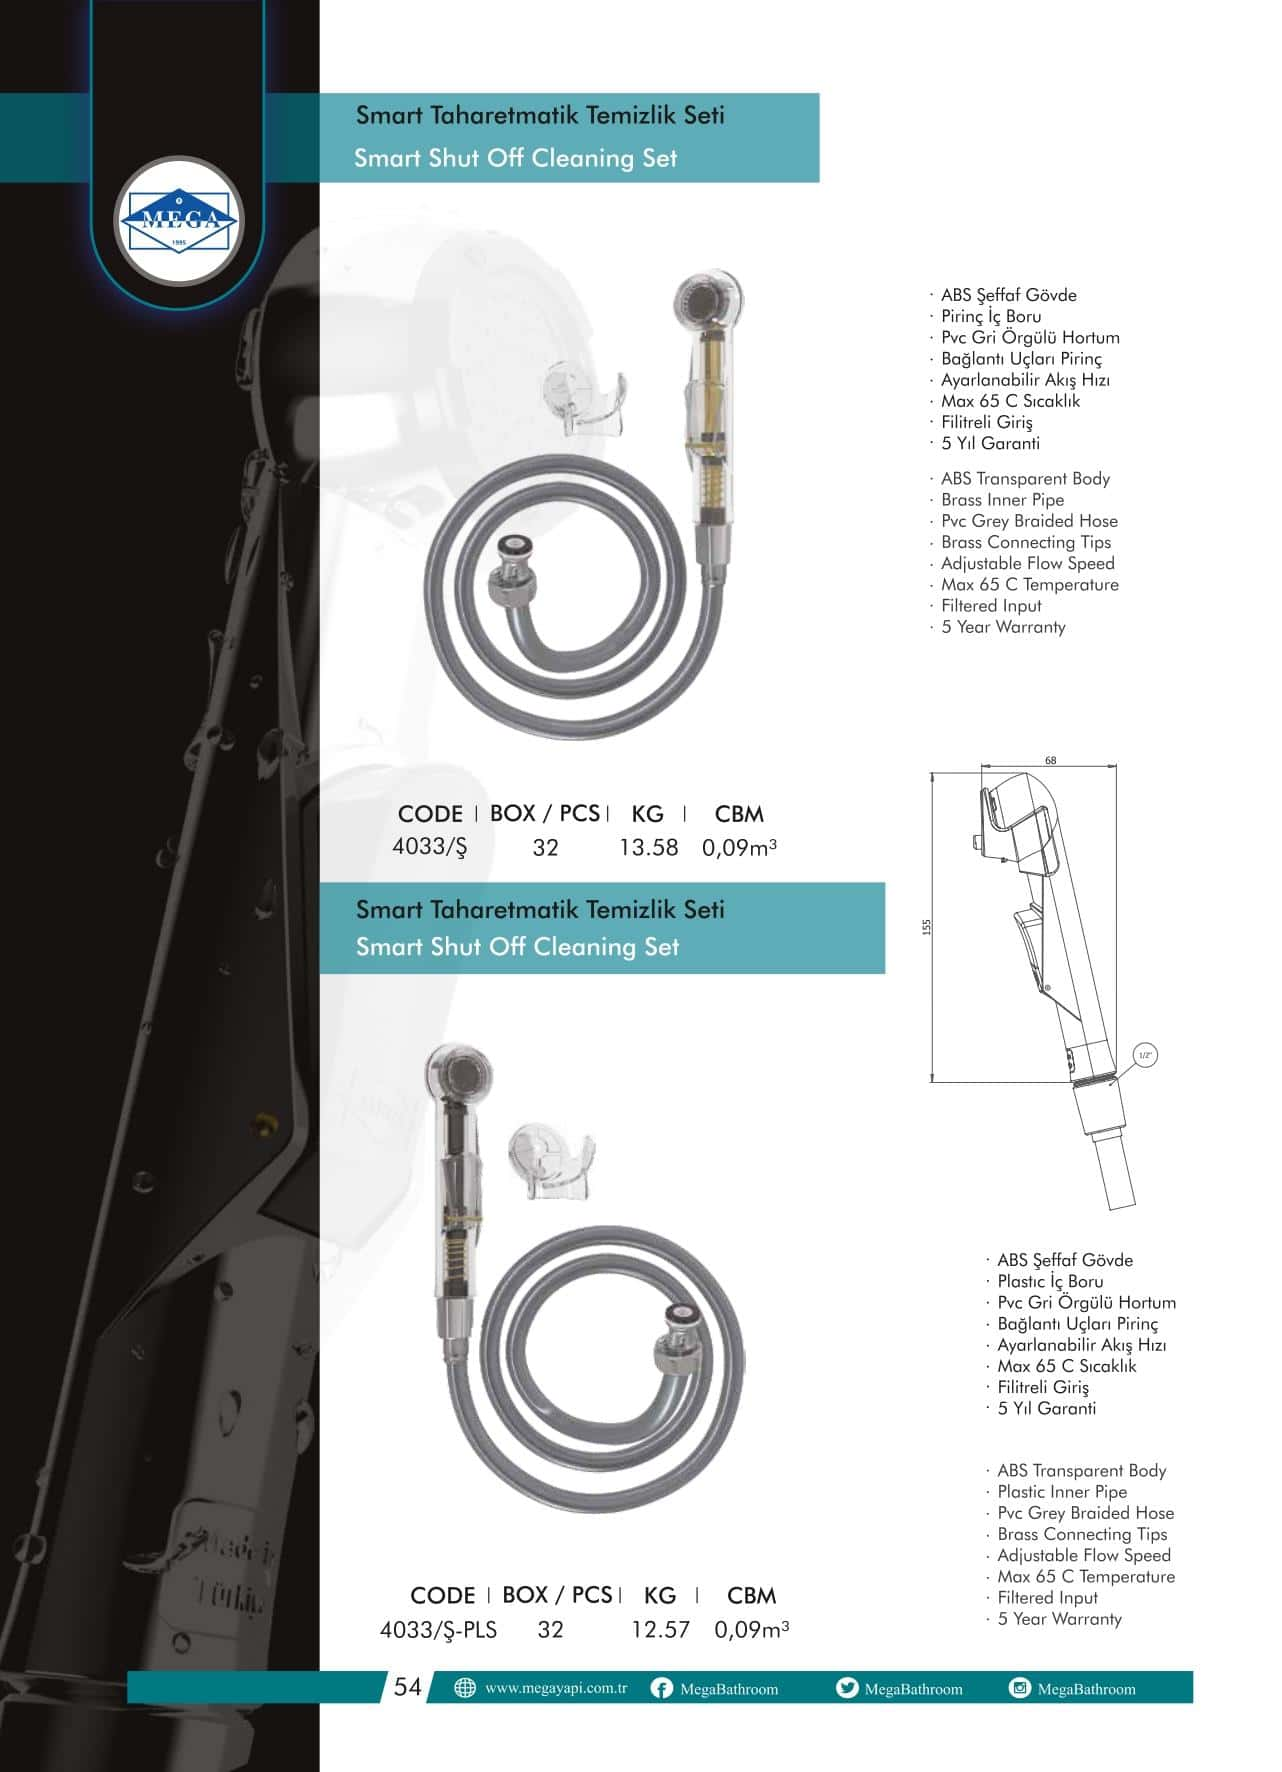 Smart Taharetmatik Temizlik Seti
Smart Shut Off Cleaning Set
MEGA
1995
· ABS Şeffaf Gövde
· Pirinç İç Boru
· Pvc Gri Örgülü Hortum
· Bağlantı Uçları Pirinç
· Ayarlanabilir Akış Hızı
· Max 65 C Sıcaklık
· Filitreli Giriş
· 5 Yıl Garanti
· ABS Transparent Body
· Brass Inner Pipe
· Pvc Grey Braided Hose
· Brass Connecting Tips
· Adjustable Flow Speed
· Max 65 C Temperature
· Filtered Input
· 5 Year Warranty
CODE | BOX / PCS | KG | CBM
4033/Ş 32 13.58 0,09m³
68
155
1/2"
Smart Taharetmatik Temizlik Seti
Smart Shut Off Cleaning Set
· ABS Şeffaf Gövde
· Plastıc İç Boru
· Pvc Gri Örgülü Hortum
· Bağlantı Uçları Pirinç
· Ayarlanabilir Akış Hızı
· Max 65 C Sıcaklık
· Filitreli Giriş
· 5 Yıl Garanti
· ABS Transparent Body
· Plastic Inner Pipe
· Pvc Grey Braided Hose
· Brass Connecting Tips
· Adjustable Flow Speed
· Max 65 C Temperature
· Filtered Input
· 5 Year Warranty
Made in
Türkiye
CODE | BOX / PCS | KG | CBM
4033/Ş-PLS 32 12.57 0,09m³
54 www.megayapi.com.tr MegaBathroom MegaBathroom MegaBathroom